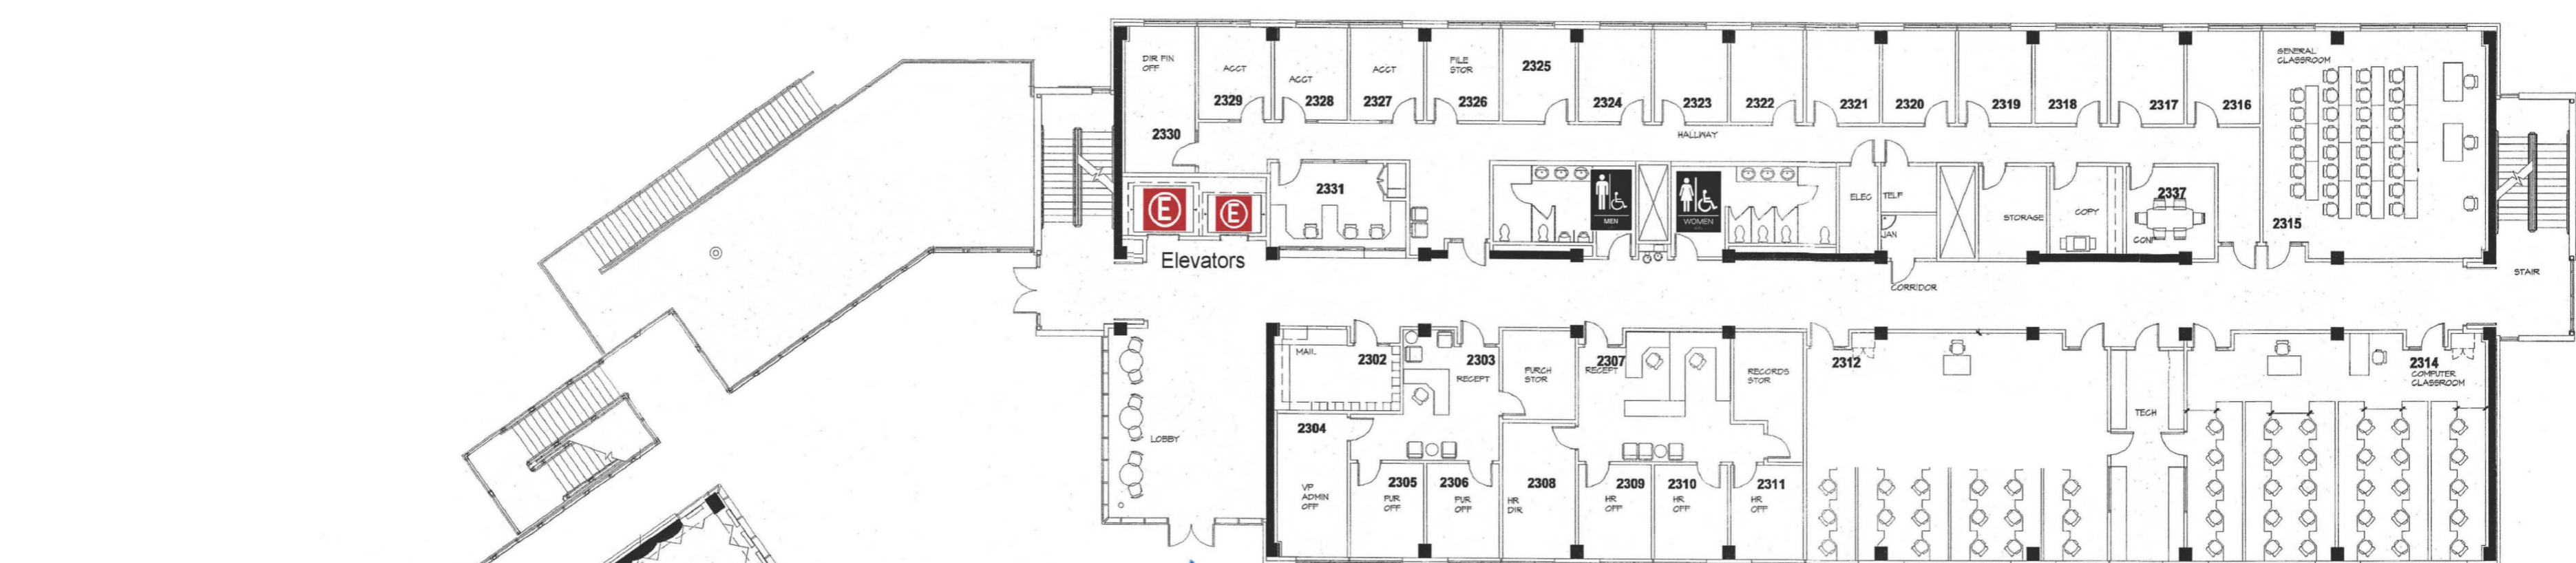 DIR FIN
OFF
2330
ACCT
2329
ACCT
2328
ACCT
2327
FILE
STOR
2326
2325
2324
2323
2322
2321
2320
2319
2318
2317
2316
GENERAL
CLASSROOM
2315
HALLWAY
E
E
Elevators
2331
MEN
WOMEN
ELEC
TELF
JAN
STORAGE
COPY
2337
CONF
CORRIDOR
STAIR
LOBBY
MAIL
2302
2303
RECEPT
PURCH
STOR
2307
RECEPT
RECORDS
STOR
2312
TECH
2314
COMPUTER
CLASSROOM
2304
VP
ADMIN
OFF
2305
PUR
OFF
2306
PUR
OFF
2308
HR
DIR
2309
HR
OFF
2310
HR
OFF
2311
HR
OFF